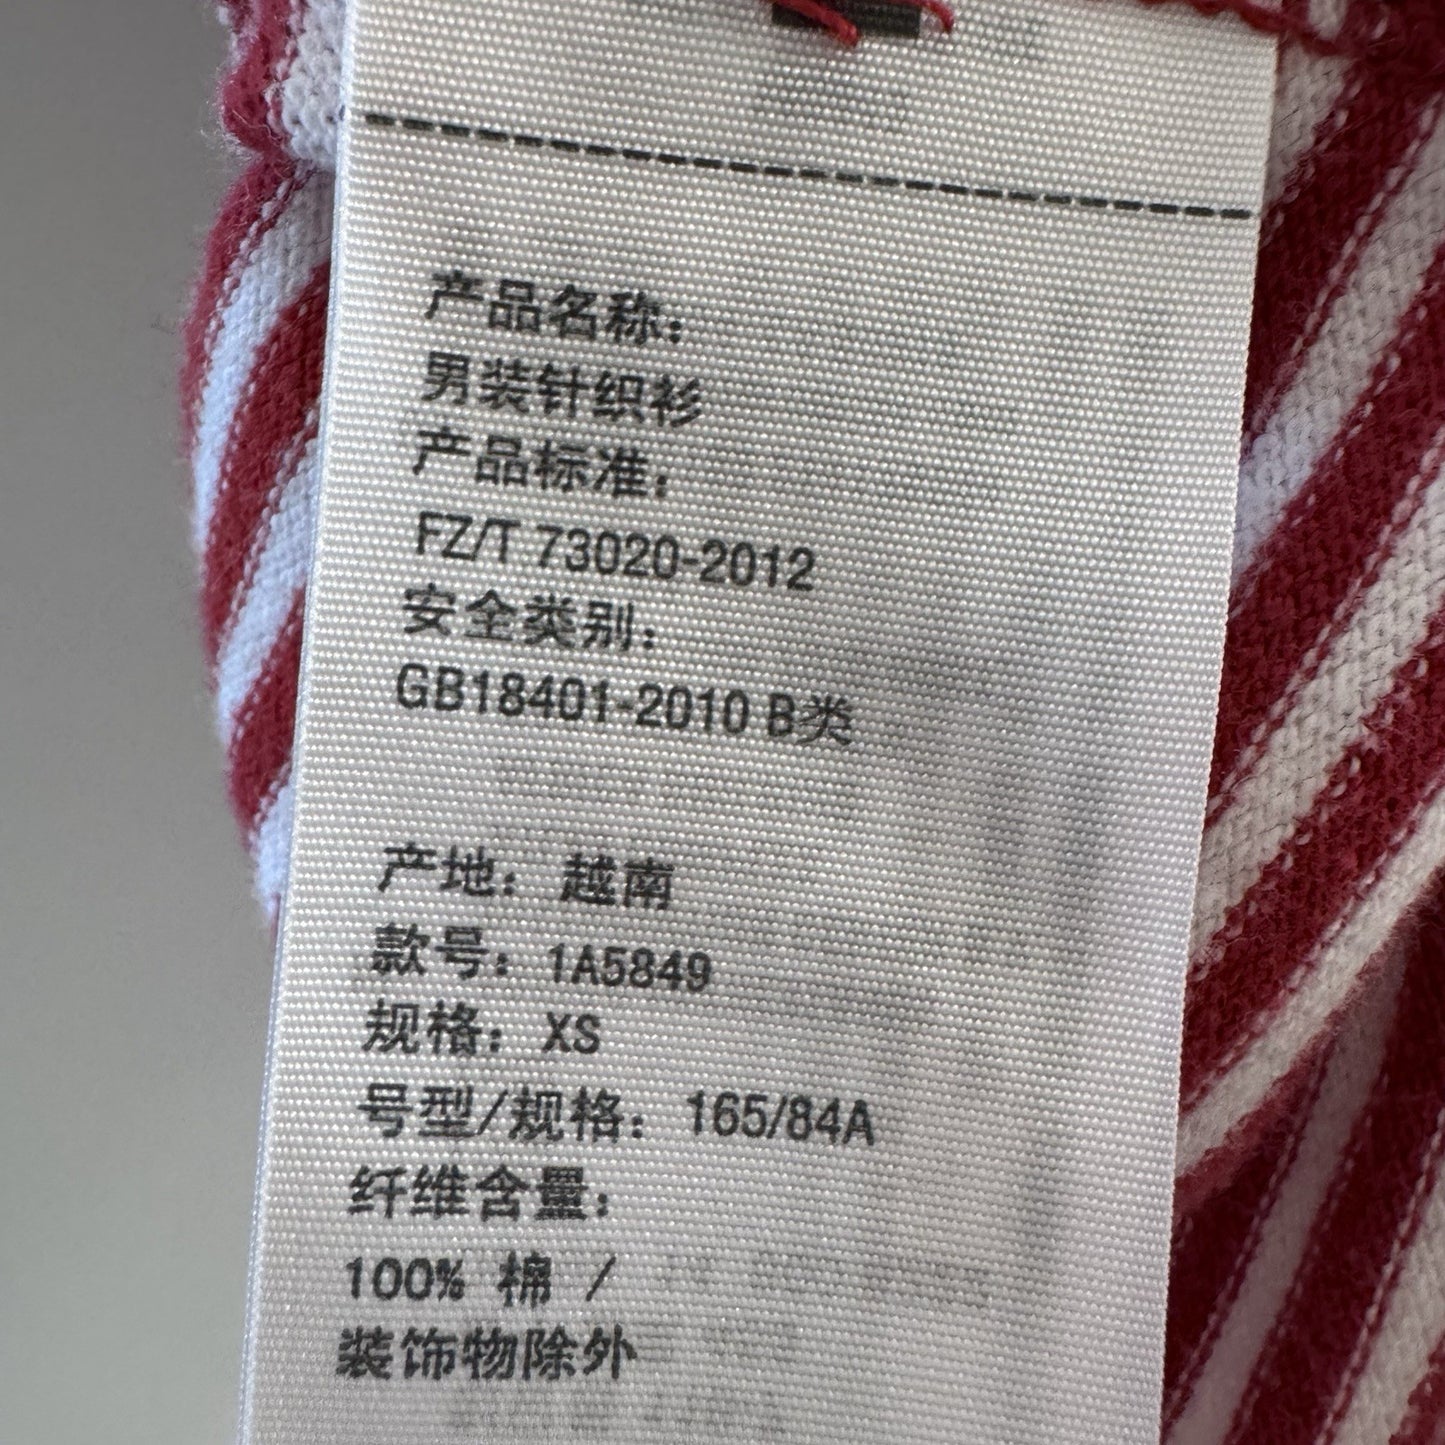 产品名称：
男装针织衫
产品标准：
FZ/T 73020-2012
安全类别：
GB18401-2010 B类
产地：越南
款号：1A5849
规格：XS
号型/规格：165/84A
纤维含量：
100% 棉 /
装饰物除外